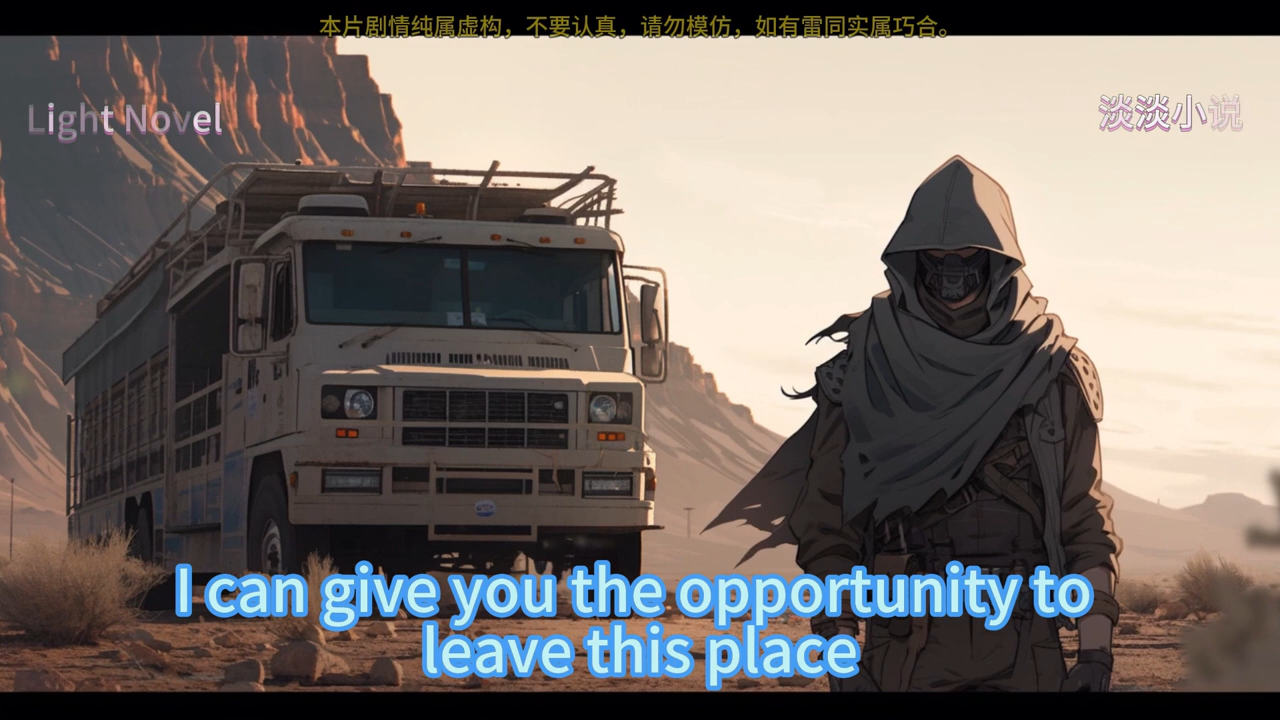 本片剧情纯属虚构，不要认真，请勿模仿，如有雷同实属巧合。
Light Novel
淡淡小说
I can give you the opportunity to
leave this place